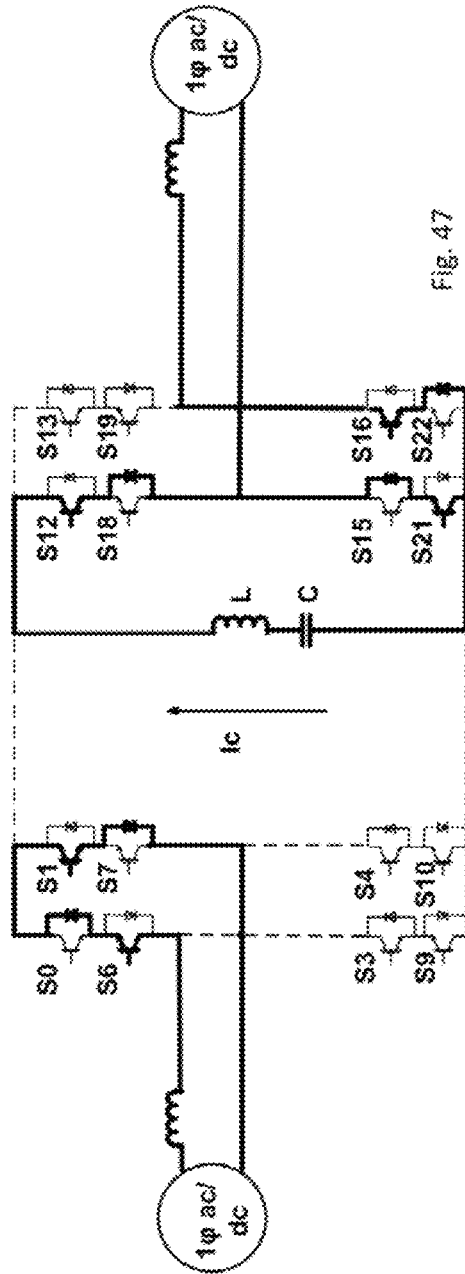 1φ ac/
dc
S0
S1
S6
S7
S3
S4
S9
S10
Ic
L
C
S12
S13
S18
S19
S15
S16
S21
S22
1φ ac/
dc
Fig. 47